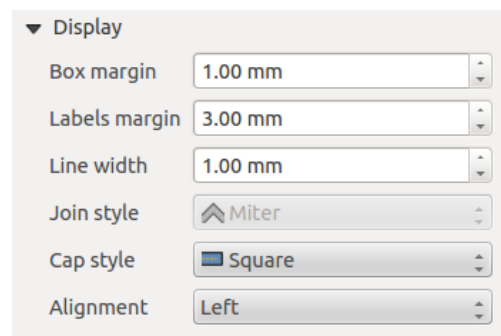 Display
Box margin 1.00 mm
Labels margin 3.00 mm
Line width 1.00 mm
Join style Miter
Cap style Square
Alignment Left